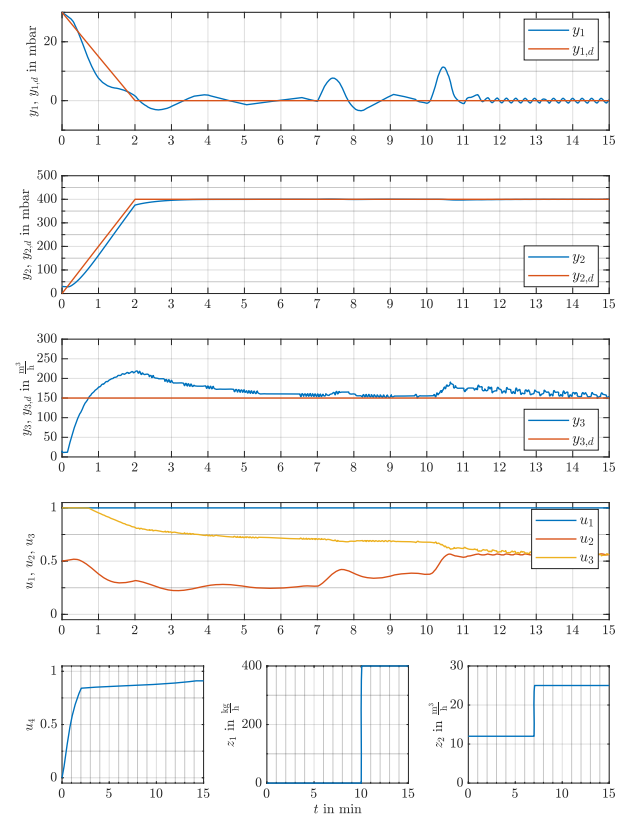 y₁, y₁,d in mbar
20
0
y₁
y₁,d
0 1 2 3 4 5 6 7 8 9 10 11 12 13 14 15
y₂, y₂,d in mbar
500
400
300
200
100
0
y₂
y₂,d
0 1 2 3 4 5 6 7 8 9 10 11 12 13 14 15
y₃, y₃,d in m³/h
300
250
200
150
100
50
0
y₃
y₃,d
0 1 2 3 4 5 6 7 8 9 10 11 12 13 14 15
u₁, u₂, u₃
1
0.5
0
u₁
u₂
u₃
0 1 2 3 4 5 6 7 8 9 10 11 12 13 14 15
u₄
1
0.5
0
0 5 10 15
z₁ in kg/h
400
200
0
0 5 10 15
t in min
z₂ in m³/h
30
20
10
0
0 5 10 15